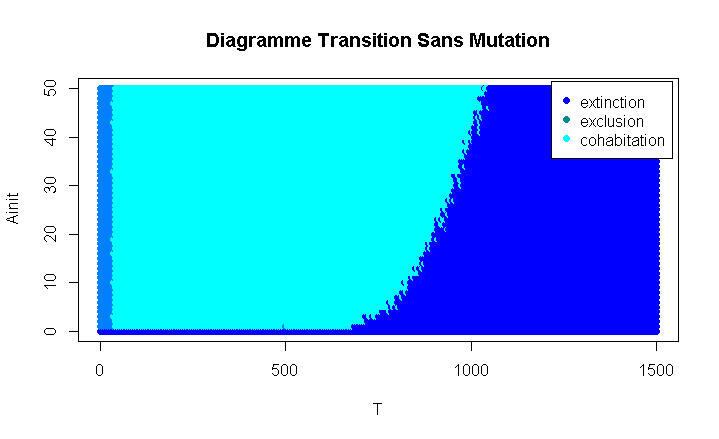 Diagramme Transition Sans Mutation
50
40
30
20
10
0
Ainit
extinction
exclusion
cohabitation
0 500 1000 1500
T